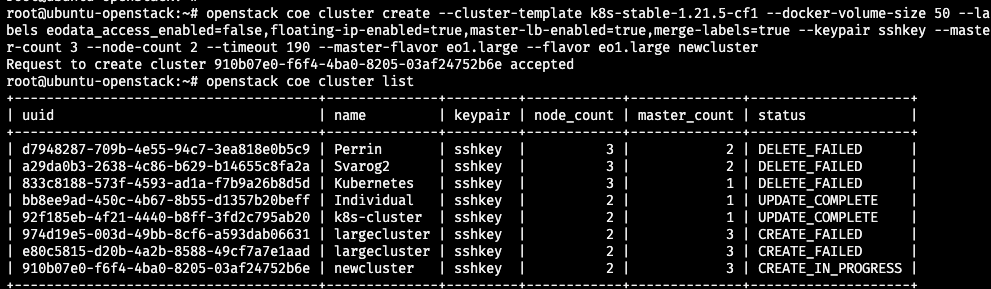 root@ubuntu-openstack:~#
root@ubuntu-openstack:~# openstack coe cluster create --cluster-template k8s-stable-1.21.5-cf1 --docker-volume-size 50 --la
bels eodata_access_enabled=false,floating-ip-enabled=true,master-lb-enabled=true,merge-labels=true --keypair sshkey --maste
r-count 3 --node-count 2 --timeout 190 --master-flavor eo1.large --flavor eo1.large newcluster
Request to create cluster 910b07e0-f6f4-4ba0-8205-03af24752b6e accepted
root@ubuntu-openstack:~# openstack coe cluster list
+--------------------------------------+--------------+---------+------------+--------------+--------------------+
| uuid                                 | name         | keypair | node_count | master_count | status             |
+--------------------------------------+--------------+---------+------------+--------------+--------------------+
| d7948287-709b-4e55-94c7-3ea818e0b5c9 | Perrin       | sshkey  |          3 |            2 | DELETE_FAILED      |
| a29da0b3-2638-4c86-b629-b14655c8fa2a | Svarog2      | sshkey  |          3 |            2 | DELETE_FAILED      |
| 833c8188-573f-4593-ad1a-f7b9a26b8d5d | Kubernetes   | sshkey  |          3 |            1 | DELETE_FAILED      |
| bb8ee9ad-450c-4b67-8b55-d1357b20beff | Individual   | sshkey  |          2 |            1 | UPDATE_COMPLETE    |
| 92f185eb-4f21-4440-b8ff-3fd2c795ab20 | k8s-cluster  | sshkey  |          2 |            1 | UPDATE_COMPLETE    |
| 974d19e5-003d-49bb-8cf6-a593dab06631 | largecluster | sshkey  |          2 |            3 | CREATE_FAILED      |
| e80c5815-d20b-4a2b-8588-49cf7a7e1aad | largecluster | sshkey  |          2 |            3 | CREATE_FAILED      |
| 910b07e0-f6f4-4ba0-8205-03af24752b6e | newcluster   | sshkey  |          2 |            3 | CREATE_IN_PROGRESS |
+--------------------------------------+--------------+---------+------------+--------------+--------------------+